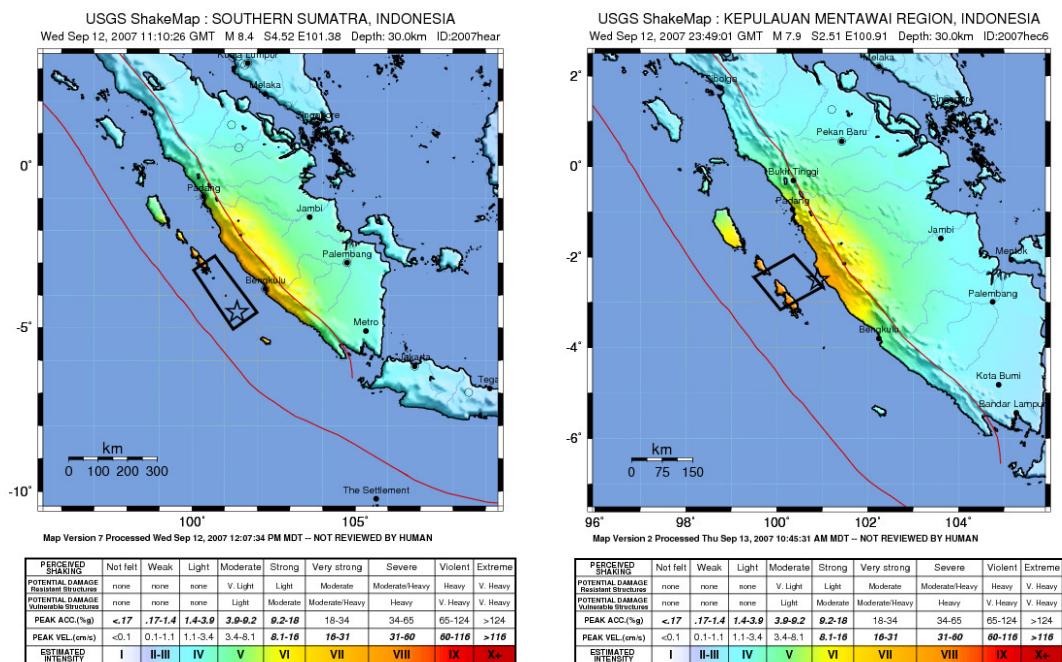 USGS ShakeMap : SOUTHERN SUMATRA, INDONESIA
Wed Sep 12, 2007 11:10:26 GMT M 8.4 S4.52 E101.38 Depth: 30.0km ID:2007hear
Kuala Lumpur
Melaka
Singapore
0°
Padang
Jambi
Palembang
Bengkulu
-5°
Metro
Jakarta
Tega
km
0 100 200 300
The Settlement
-10°
100° 105°
Map Version 7 Processed Wed Sep 12, 2007 12:07:34 PM MDT -- NOT REVIEWED BY HUMAN
PERCEIVED SHAKING Not felt Weak Light Moderate Strong Very strong Severe Violent Extreme
POTENTIAL DAMAGE Resistant Structures none none none V. Light Light Moderate Moderate/Heavy Heavy V. Heavy
POTENTIAL DAMAGE Vulnerable Structures none none none Light Moderate Moderate/Heavy Heavy V. Heavy V. Heavy
PEAK ACC.(%g) <.17 .17-1.4 1.4-3.9 3.9-9.2 9.2-18 18-34 34-65 65-124 >124
PEAK VEL.(cm/s) <0.1 0.1-1.1 1.1-3.4 3.4-8.1 8.1-16 16-31 31-60 60-116 >116
ESTIMATED INTENSITY I II-III IV V VI VII VIII IX X+
USGS ShakeMap : KEPULAUAN MENTAWAI REGION, INDONESIA
Wed Sep 12, 2007 23:49:01 GMT M 7.9 S2.51 E100.91 Depth: 30.0km ID:2007hec6
2°
Melaka
Sibolga
Singapore
Pekan Baru
0°
Bukit Tinggi
Padang
Jambi
Mentok
-2°
Palembang
Bengkulu
-4°
Kota Bumi
Bandar Lampu
-6°
km
0 75 150
96° 98° 100° 102° 104° 106°
Map Version 2 Processed Thu Sep 13, 2007 10:45:31 AM MDT -- NOT REVIEWED BY HUMAN
PERCEIVED SHAKING Not felt Weak Light Moderate Strong Very strong Severe Violent Extreme
POTENTIAL DAMAGE Resistant Structures none none none V. Light Light Moderate Moderate/Heavy Heavy V. Heavy
POTENTIAL DAMAGE Vulnerable Structures none none none Light Moderate Moderate/Heavy Heavy V. Heavy V. Heavy
PEAK ACC.(%g) <.17 .17-1.4 1.4-3.9 3.9-9.2 9.2-18 18-34 34-65 65-124 >124
PEAK VEL.(cm/s) <0.1 0.1-1.1 1.1-3.4 3.4-8.1 8.1-16 16-31 31-60 60-116 >116
ESTIMATED INTENSITY I II-III IV V VI VII VIII IX X+